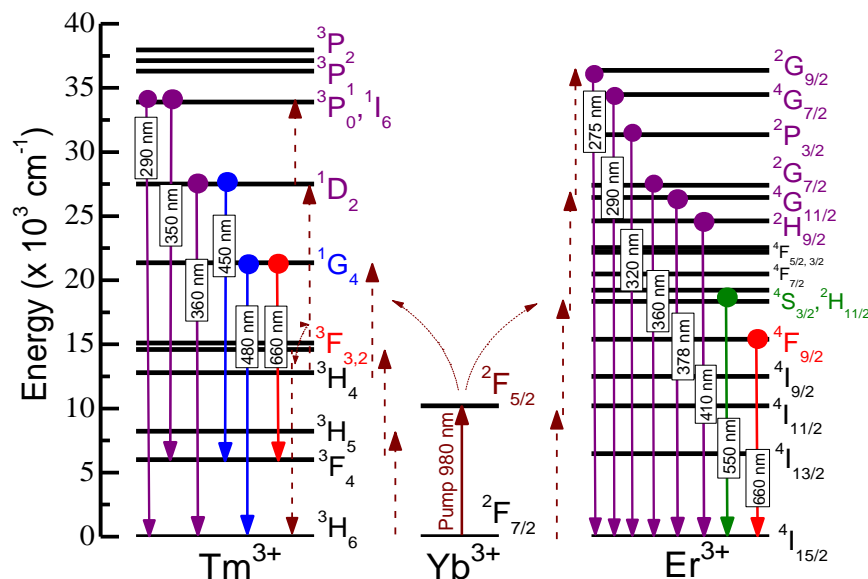 Energy (x 10³ cm⁻¹)
40
35
30
25
20
15
10
5
0
³P
³P²
³P₀¹,¹I₆
¹D₂
¹G₄
³F₃,₂
³H₄
³H₅
³F₄
³H₆
290 nm
350 nm
360 nm
450 nm
480 nm
660 nm
Tm³⁺
²F₅/₂
Pump 980 nm
²F₇/₂
Yb³⁺
275 nm
290 nm
320 nm
360 nm
378 nm
410 nm
550 nm
660 nm
²G₉/₂
⁴G₇/₂
²P₃/₂
²G₇/₂
⁴G₁₁/₂
²H₉/₂
⁴F₅/₂, ₃/₂
⁴F₇/₂
⁴S₃/₂,²H₁₁/₂
⁴F₉/₂
⁴I₉/₂
⁴I₁₁/₂
⁴I₁₃/₂
⁴I₁₅/₂
Er³⁺